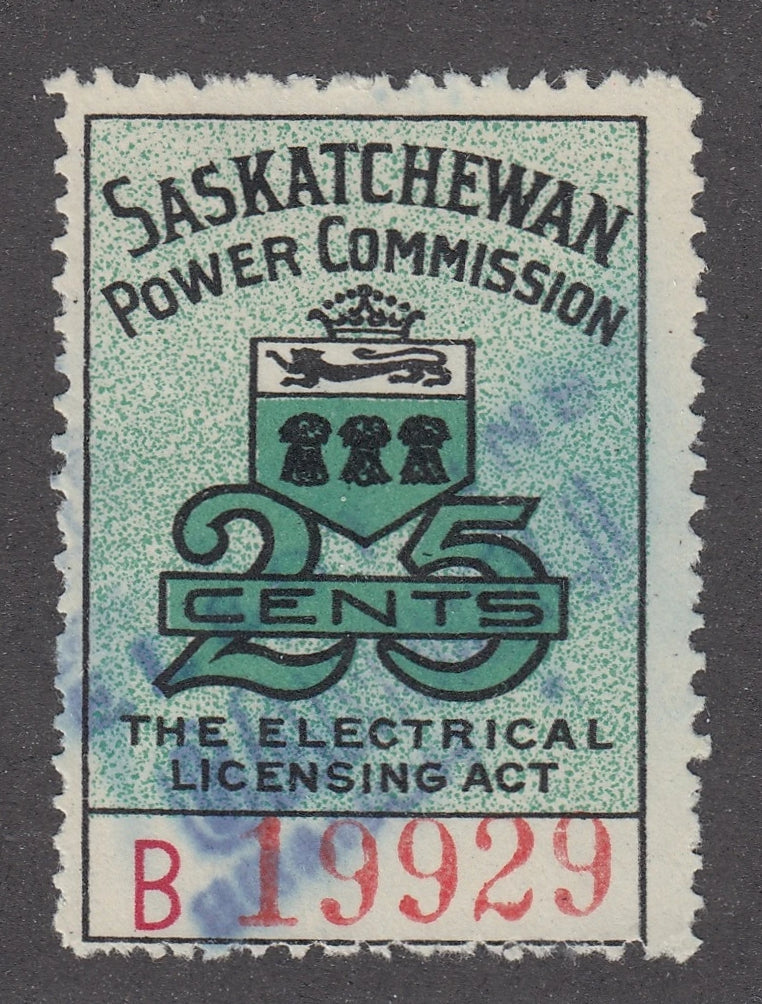 SASKATCHEWAN
POWER COMMISSION
25
CENTS
THE ELECTRICAL
LICENSING ACT
B 19929